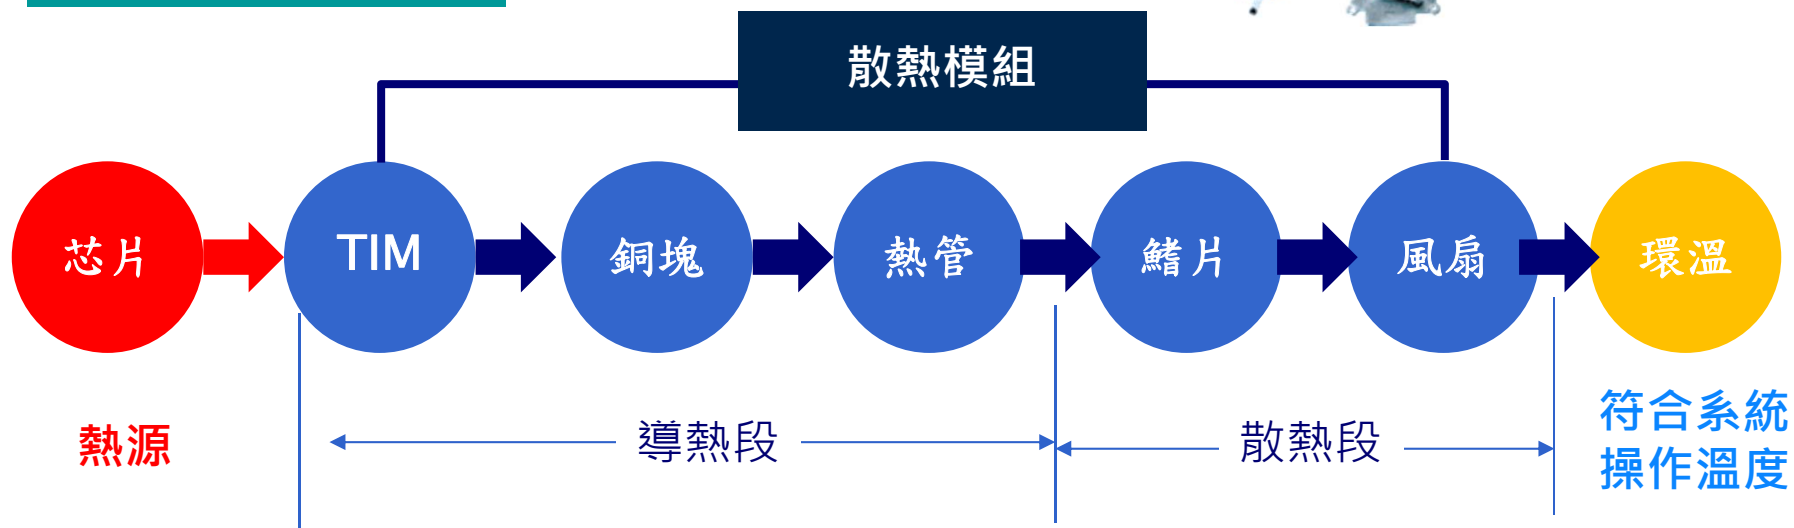 散熱模組
芯片
TIM
銅塊
熱管
鰭片
風扇
環溫
熱源
導熱段
散熱段
符合系統
操作溫度